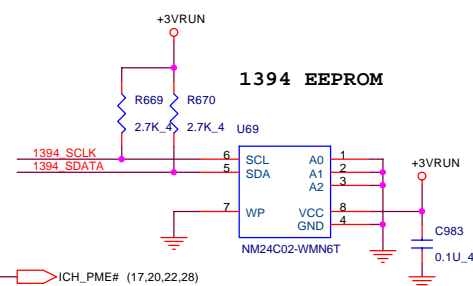 +3VRUN
1394 EEPROM
R669 R670
2.7K_4 2.7K_4 U69
+3VRUN
1394_SCLK 6 SCL A0 1
1394_SDATA 5 SDA A1 2
A2 3
7 WP VCC 8
GND 4
C983
NM24C02-WMN6T
0.1U_4
ICH_PME# (17,20,22,28)